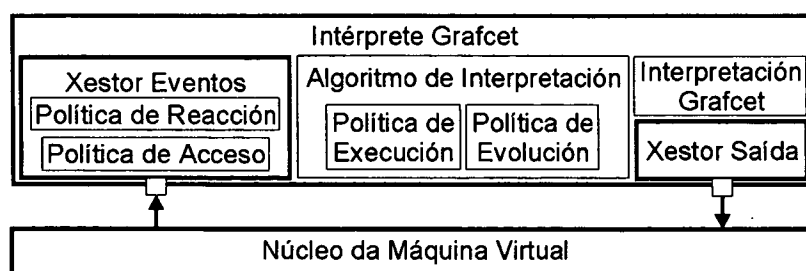 Intérprete Grafcet
Xestor Eventos
Política de Reacción
Política de Acceso
Algoritmo de Interpretación
Política de
Execución
Política de
Evolución
Interpretación
Grafcet
Xestor Saída
Núcleo da Máquina Virtual